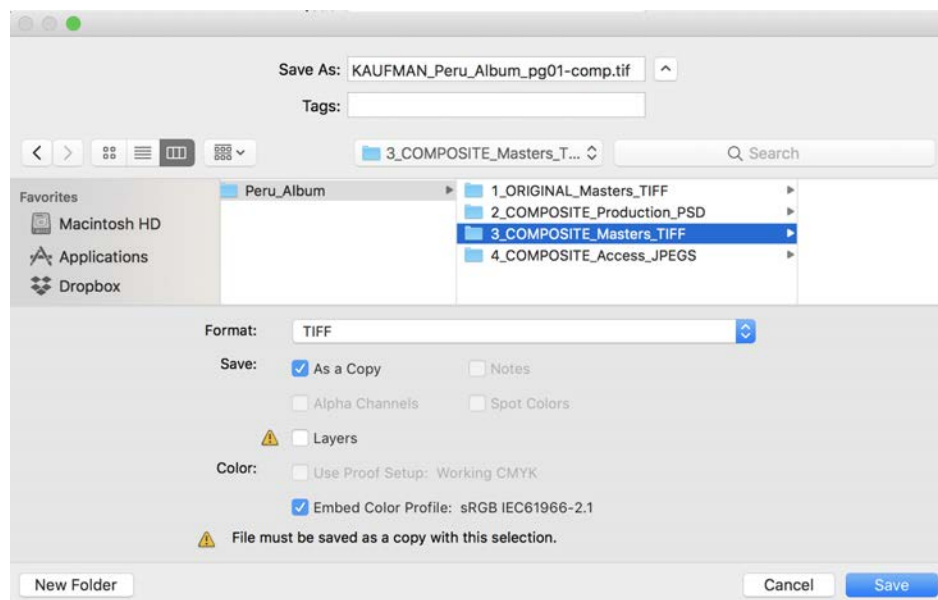 Save As: KAUFMAN_Peru_Album_pg01-comp.tif
Tags:
3_COMPOSITE_Masters_T... Search
Favorites
Macintosh HD
Applications
Dropbox
Peru_Album
1_ORIGINAL_Masters_TIFF
2_COMPOSITE_Production_PSD
3_COMPOSITE_Masters_TIFF
4_COMPOSITE_Access_JPEGS
Format: TIFF
Save: As a Copy Notes
Alpha Channels Spot Colors
Layers
Color: Use Proof Setup: Working CMYK
Embed Color Profile: sRGB IEC61966-2.1
File must be saved as a copy with this selection.
New Folder Cancel Save